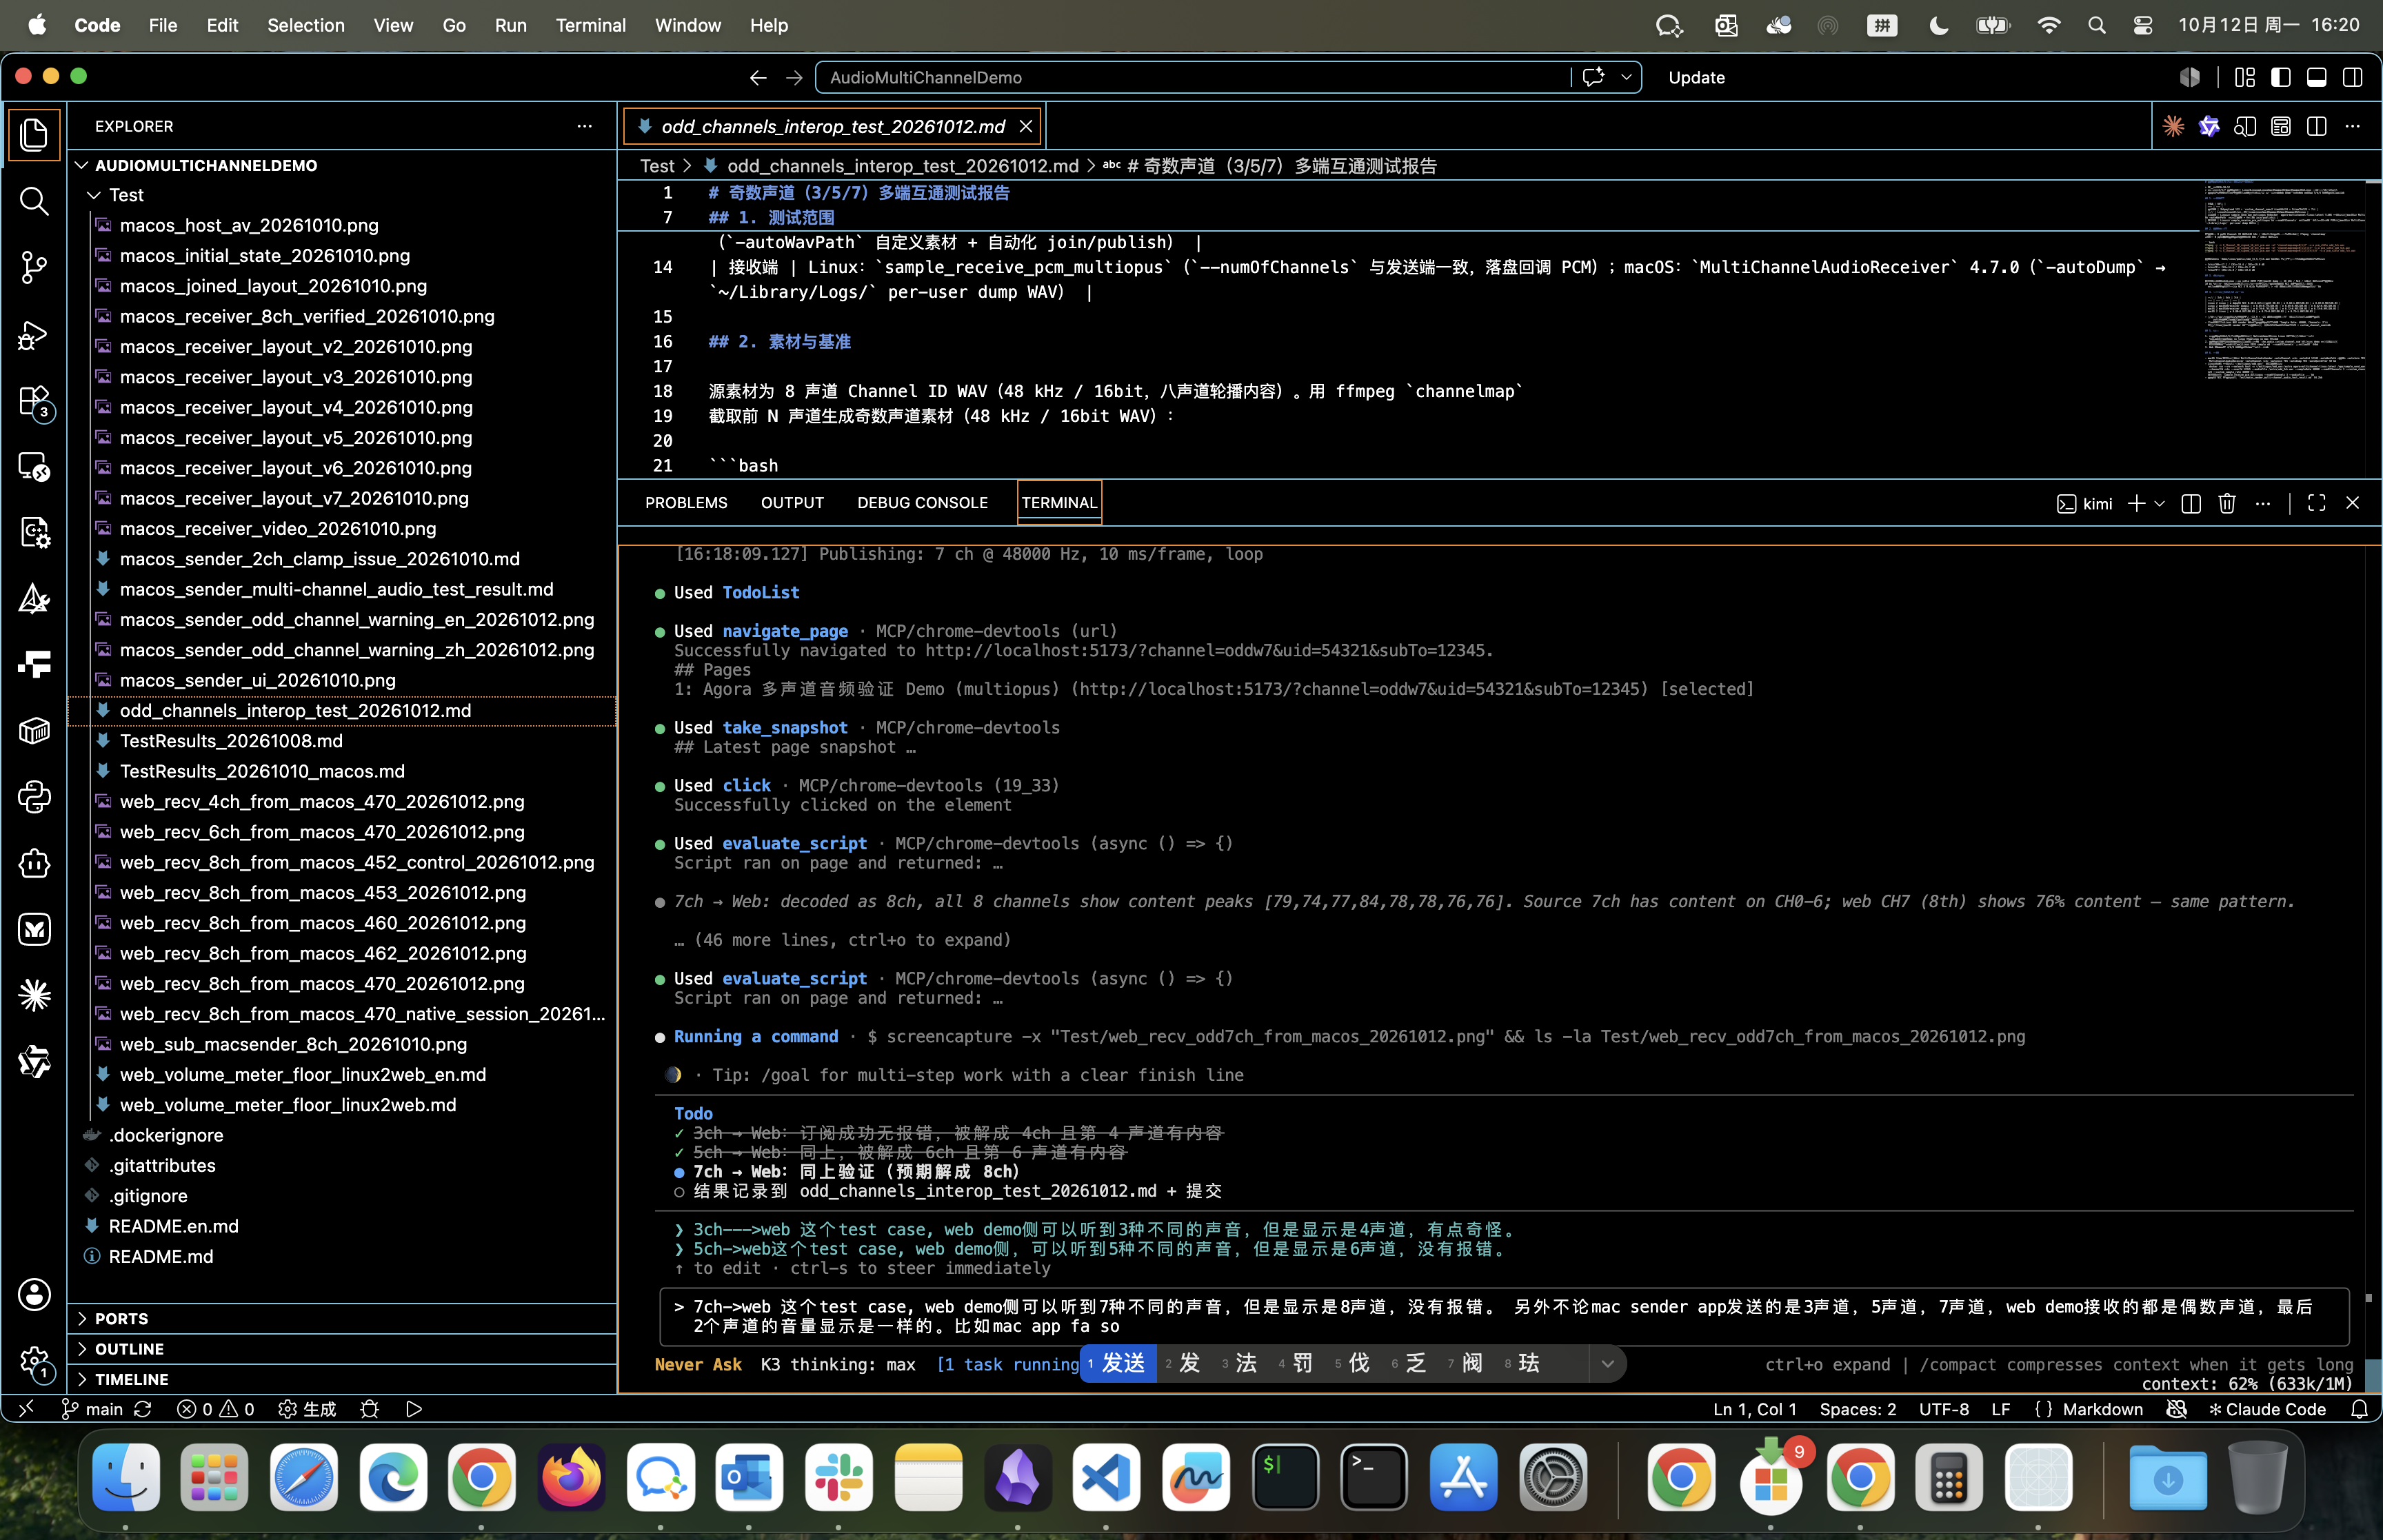 Code File Edit Selection View Go Run Terminal Window Help
拼
10月12日 周一 16:20
AudioMultiChannelDemo
Update
EXPLORER
AUDIOMULTICHANNELDEMO
Test
macos_host_av_20261010.png
macos_initial_state_20261010.png
macos_joined_layout_20261010.png
macos_receiver_8ch_verified_20261010.png
macos_receiver_layout_v2_20261010.png
macos_receiver_layout_v3_20261010.png
macos_receiver_layout_v4_20261010.png
macos_receiver_layout_v5_20261010.png
macos_receiver_layout_v6_20261010.png
macos_receiver_layout_v7_20261010.png
macos_receiver_video_20261010.png
macos_sender_2ch_clamp_issue_20261010.md
macos_sender_multi-channel_audio_test_result.md
macos_sender_odd_channel_warning_en_20261012.png
macos_sender_odd_channel_warning_zh_20261012.png
macos_sender_ui_20261010.png
odd_channels_interop_test_20261012.md
TestResults_20261008.md
TestResults_20261010_macos.md
web_recv_4ch_from_macos_470_20261012.png
web_recv_6ch_from_macos_470_20261012.png
web_recv_8ch_from_macos_452_control_20261012.png
web_recv_8ch_from_macos_453_20261012.png
web_recv_8ch_from_macos_460_20261012.png
web_recv_8ch_from_macos_462_20261012.png
web_recv_8ch_from_macos_470_20261012.png
web_recv_8ch_from_macos_470_native_session_20261...
web_sub_macsender_8ch_20261010.png
web_volume_meter_floor_linux2web_en.md
web_volume_meter_floor_linux2web.md
.dockerignore
.gitattributes
.gitignore
README.en.md
README.md
PORTS
OUTLINE
TIMELINE
3
1
odd_channels_interop_test_20261012.md
Test > odd_channels_interop_test_20261012.md > abc # 奇数声道（3/5/7）多端互通测试报告
1 # 奇数声道（3/5/7）多端互通测试报告
7 ## 1. 测试范围
（`-autoWavPath` 自定义素材 + 自动化 join/publish） |
14 | 接收端 | Linux：`sample_receive_pcm_multiopus`（`--numOfChannels` 与发送端一致，落盘回调 PCM）；macOS：`MultiChannelAudioReceiver` 4.7.0（`-autoDump` →
`~/Library/Logs/` per-user dump WAV） |
15
16 ## 2. 素材与基准
17
18 源素材为 8 声道 Channel ID WAV（48 kHz / 16bit，八声道轮播内容）。用 ffmpeg `channelmap`
19 截取前 N 声道生成奇数声道素材（48 kHz / 16bit WAV）：
20
21 ```bash
PROBLEMS OUTPUT DEBUG CONSOLE TERMINAL
kimi
[16:18:09.127] Publishing: 7 ch @ 48000 Hz, 10 ms/frame, loop
● Used TodoList
● Used navigate_page · MCP/chrome-devtools (url)
Successfully navigated to http://localhost:5173/?channel=oddw7&uid=54321&subTo=12345.
## Pages
1: Agora 多声道音频验证 Demo (multiopus) (http://localhost:5173/?channel=oddw7&uid=54321&subTo=12345) [selected]
● Used take_snapshot · MCP/chrome-devtools
## Latest page snapshot …
● Used click · MCP/chrome-devtools (19_33)
Successfully clicked on the element
● Used evaluate_script · MCP/chrome-devtools (async () => {)
Script ran on page and returned: …
● 7ch → Web: decoded as 8ch, all 8 channels show content peaks [79,74,77,84,78,78,76,76]. Source 7ch has content on CH0-6; web CH7 (8th) shows 76% content — same pattern.
… (46 more lines, ctrl+o to expand)
● Used evaluate_script · MCP/chrome-devtools (async () => {)
Script ran on page and returned: …
● Running a command · $ screencapture -x "Test/web_recv_odd7ch_from_macos_20261012.png" && ls -la Test/web_recv_odd7ch_from_macos_20261012.png
· Tip: /goal for multi-step work with a clear finish line
Todo
✓ 3ch → Web：订阅成功无报错，被解成 4ch 且第 4 声道有内容
✓ 5ch → Web：同上，被解成 6ch 且第 6 声道有内容
● 7ch → Web：同上验证（预期解成 8ch）
○ 结果记录到 odd_channels_interop_test_20261012.md + 提交
❯ 3ch--->web 这个test case，web demo侧可以听到3种不同的声音，但是显示是4声道，有点奇怪。
❯ 5ch->web这个test case，web demo侧，可以听到5种不同的声音，但是显示是6声道，没有报错。
↑ to edit · ctrl-s to steer immediately
> 7ch->web 这个test case，web demo侧可以听到7种不同的声音，但是显示是8声道，没有报错。 另外不论mac sender app发送的是3声道，5声道，7声道，web demo接收的都是偶数声道，最后
2个声道的音量显示是一样的。比如mac app fa so
Never Ask K3 thinking: max [1 task running
1 发送 2 发 3 法 4 罚 5 伐 6 乏 7 阀 8 珐
ctrl+o expand | /compact compresses context when it gets long
context: 62% (633k/1M)
main 0 0 生成
Ln 1, Col 1 Spaces: 2 UTF-8 LF { } Markdown Claude Code
9